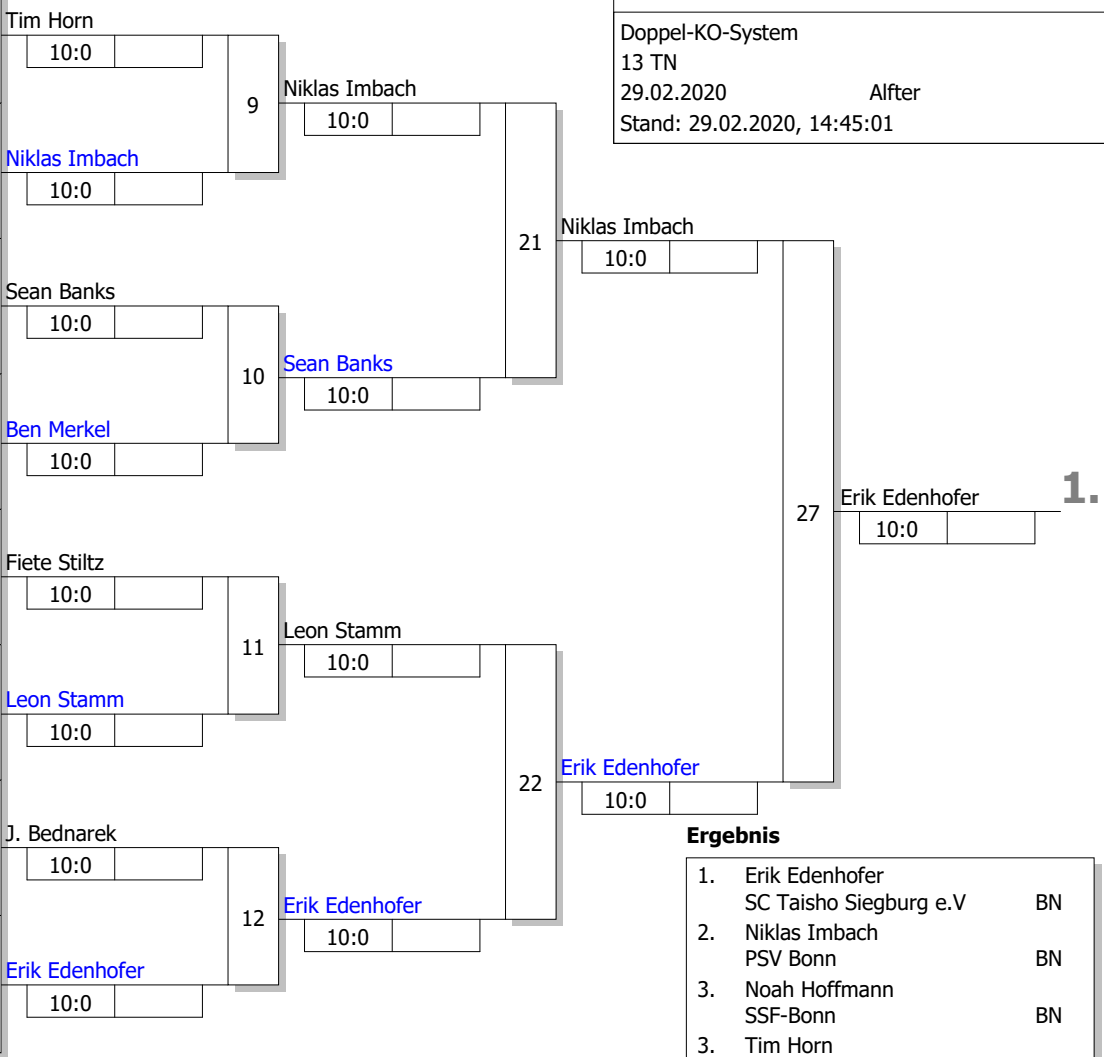 Tim Horn
10:0
9
Niklas Imbach
10:0
Niklas Imbach
10:0
Doppel-KO-System
13 TN
29.02.2020 Alfter
Stand: 29.02.2020, 14:45:01
21
Niklas Imbach
10:0
Sean Banks
10:0
10
Sean Banks
10:0
Ben Merkel
10:0
27
Erik Edenhofer
10:0
1.
Fiete Stiltz
10:0
11
Leon Stamm
10:0
Leon Stamm
10:0
22
Erik Edenhofer
10:0
J. Bednarek
10:0
12
Erik Edenhofer
10:0
Erik Edenhofer
10:0
Ergebnis
1. Erik Edenhofer
SC Taisho Siegburg e.V BN
2. Niklas Imbach
PSV Bonn BN
3. Noah Hoffmann
SSF-Bonn BN
3. Tim Horn